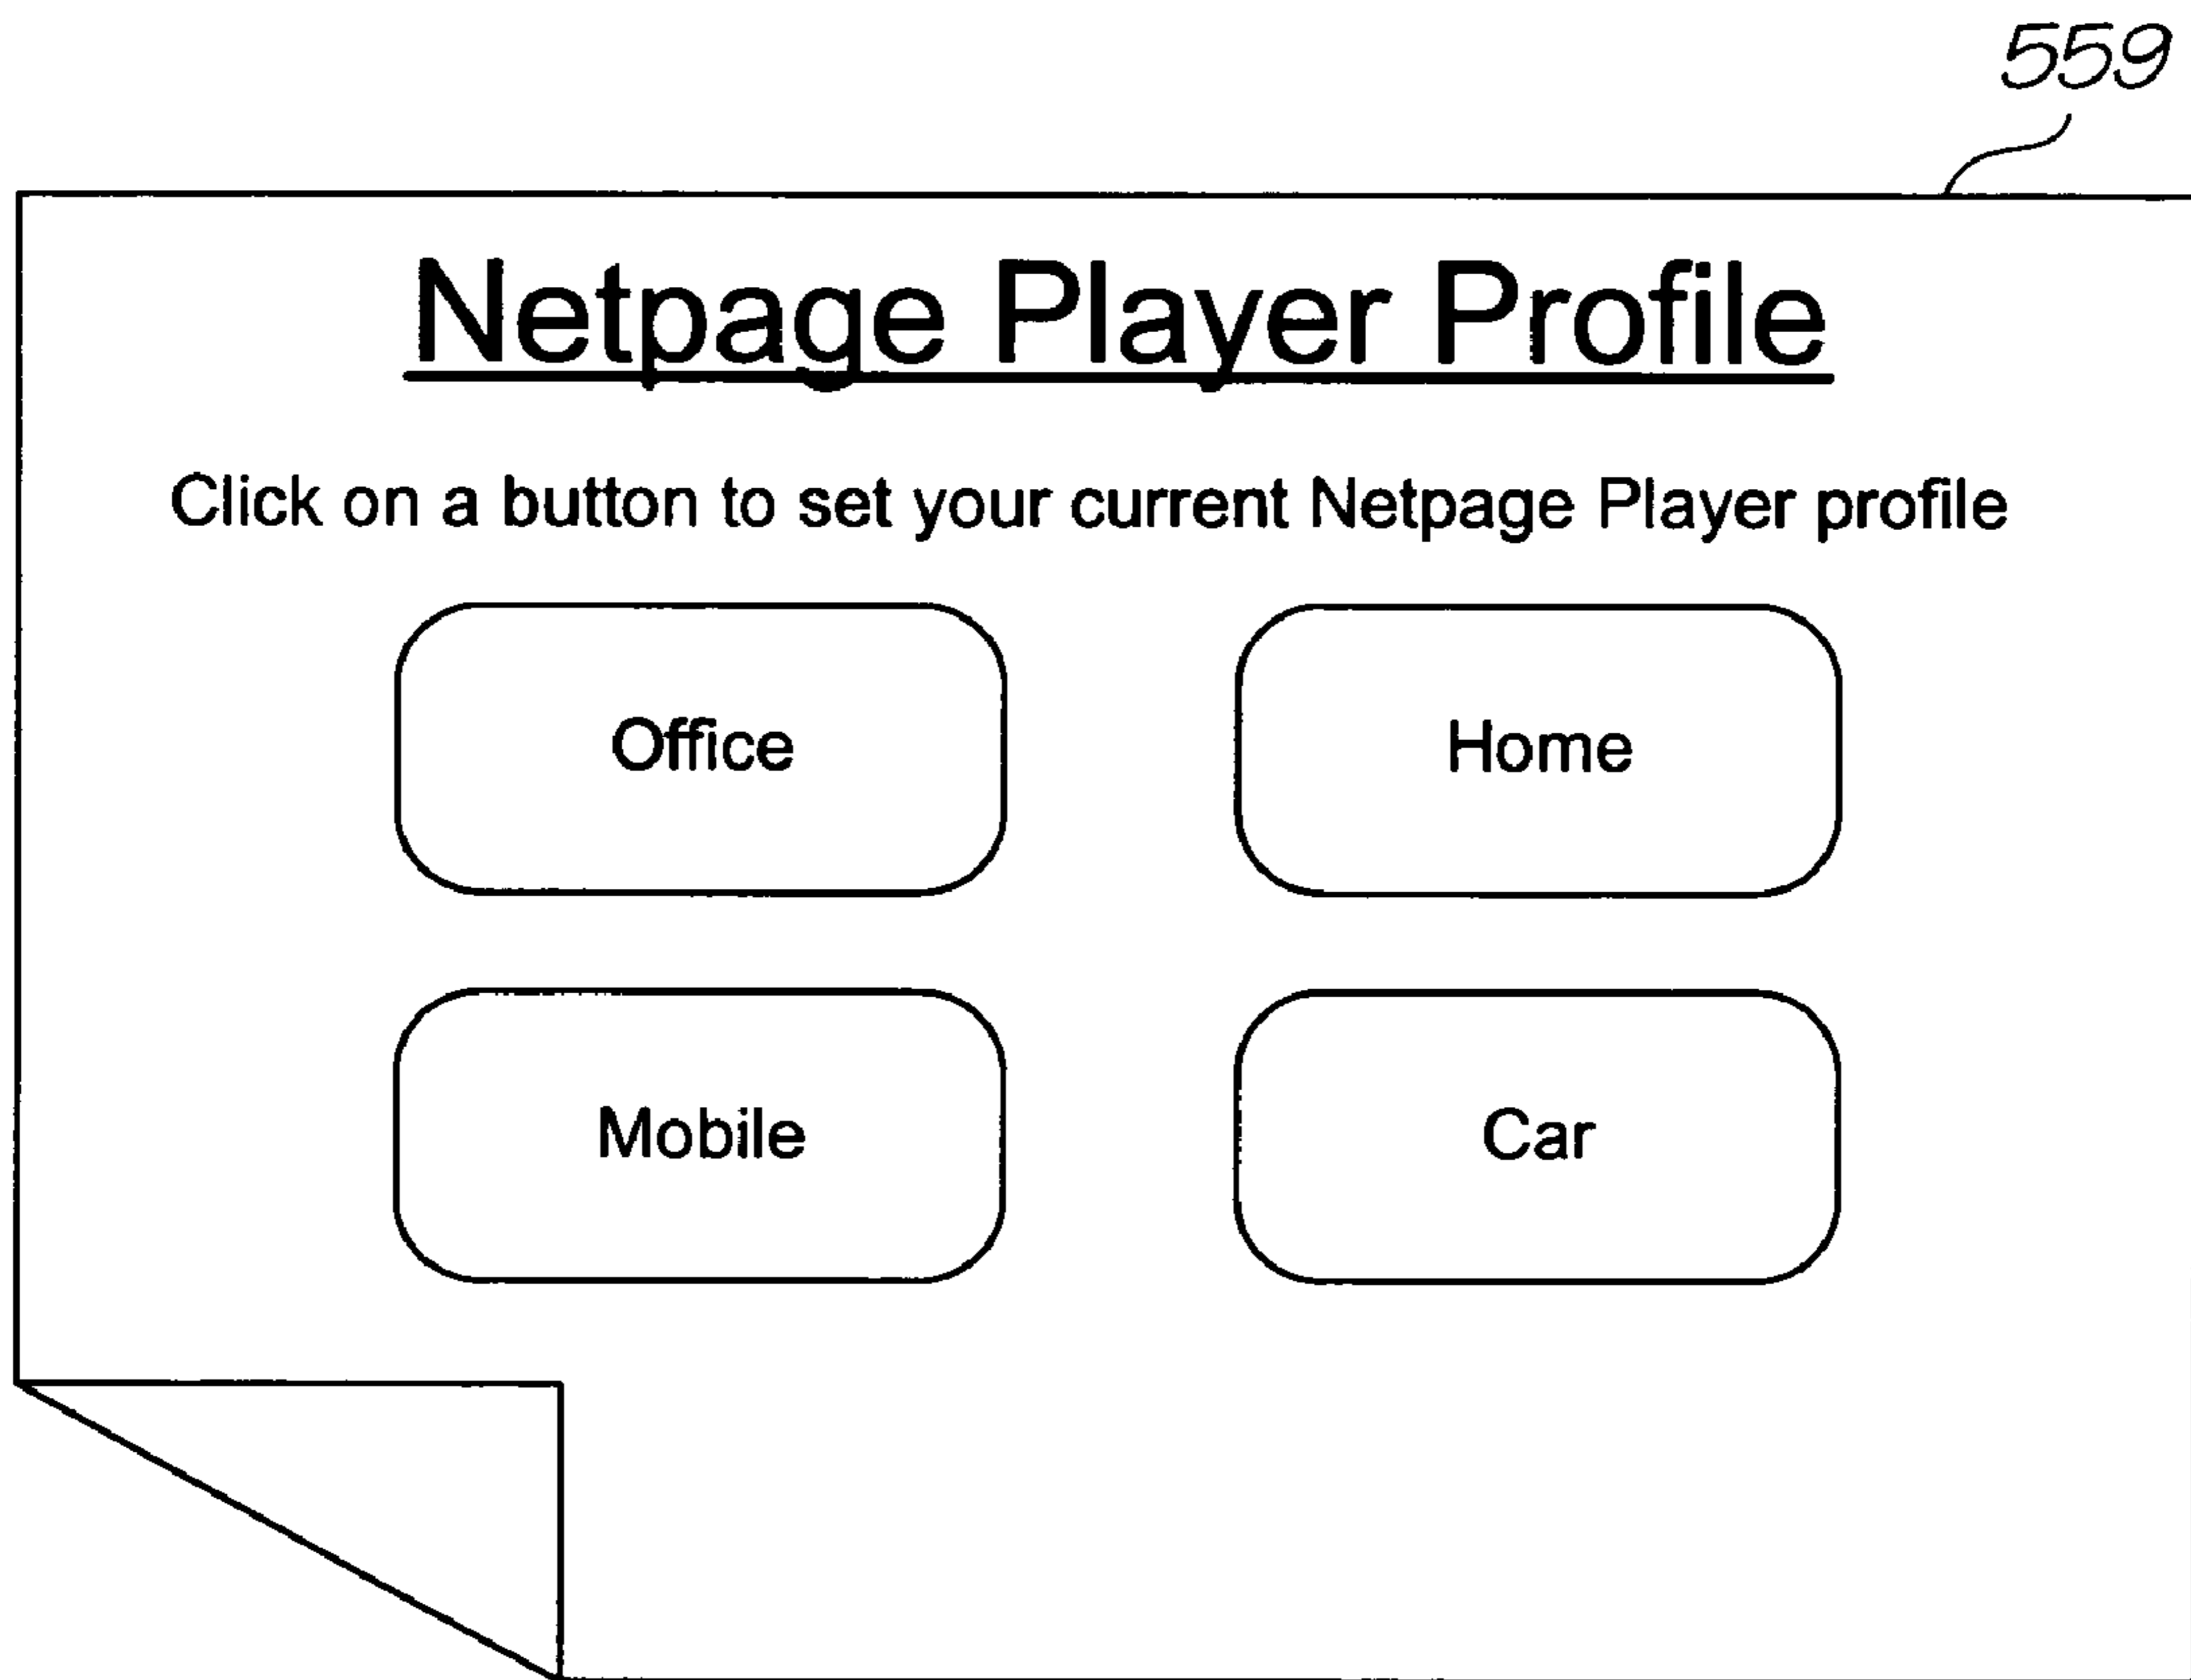 559
Netpage Player Profile
Click on a button to set your current Netpage Player profile
Office Home
Mobile Car